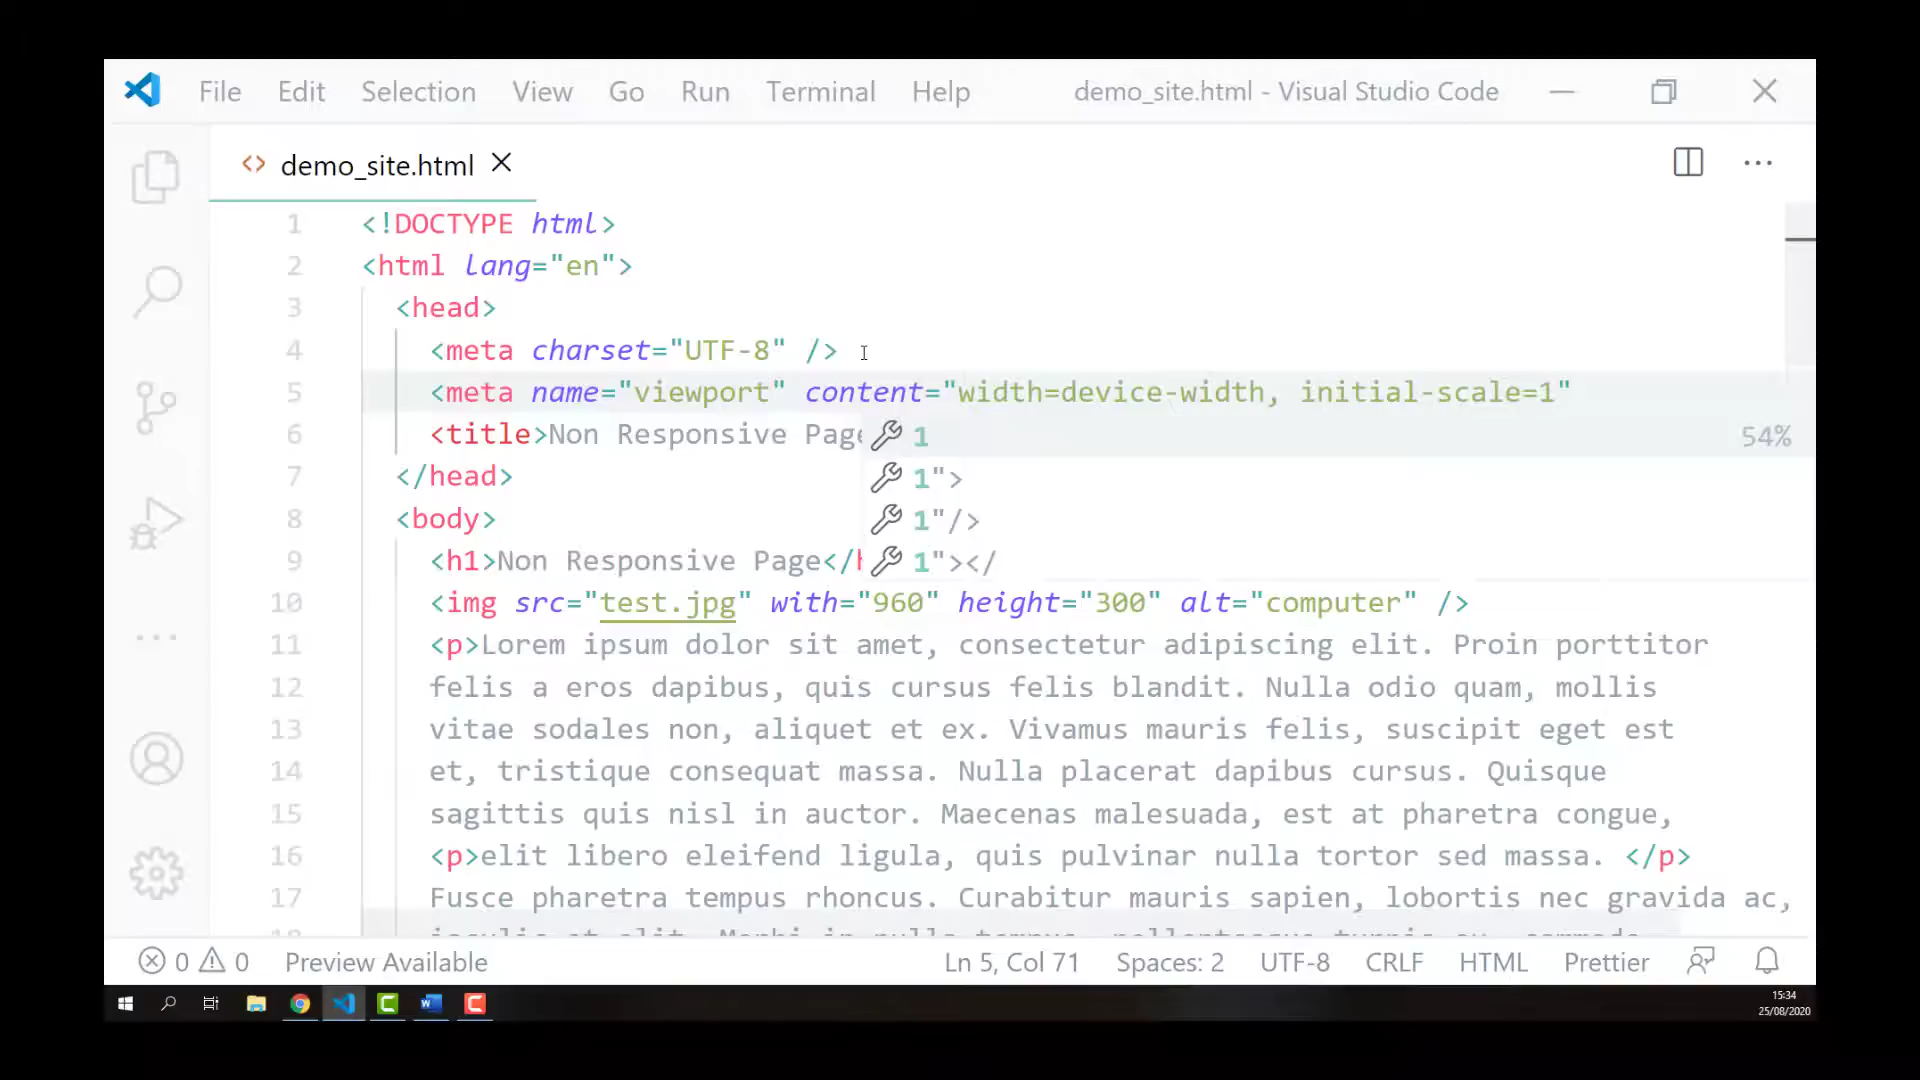 File Edit Selection View Go Run Terminal Help demo_site.html - Visual Studio Code
<> demo_site.html
1 <!DOCTYPE html>
2 <html lang="en">
3 <head>
4 <meta charset="UTF-8" />
5 <meta name="viewport" content="width=device-width, initial-scale=1"
6 <title>Non Responsive Page
1 54%
1">
1"/>
1"></
7 </head>
8 <body>
9 <h1>Non Responsive Page</h
10 <img src="test.jpg" with="960" height="300" alt="computer" />
11 <p>Lorem ipsum dolor sit amet, consectetur adipiscing elit. Proin porttitor
12 felis a eros dapibus, quis cursus felis blandit. Nulla odio quam, mollis
13 vitae sodales non, aliquet et ex. Vivamus mauris felis, suscipit eget est
14 et, tristique consequat massa. Nulla placerat dapibus cursus. Quisque
15 sagittis quis nisl in auctor. Maecenas malesuada, est at pharetra congue,
16 <p>elit libero eleifend ligula, quis pulvinar nulla tortor sed massa. </p>
17 Fusce pharetra tempus rhoncus. Curabitur mauris sapien, lobortis nec gravida ac,
0 0 Preview Available Ln 5, Col 71 Spaces: 2 UTF-8 CRLF HTML Prettier
15:34
25/08/2020